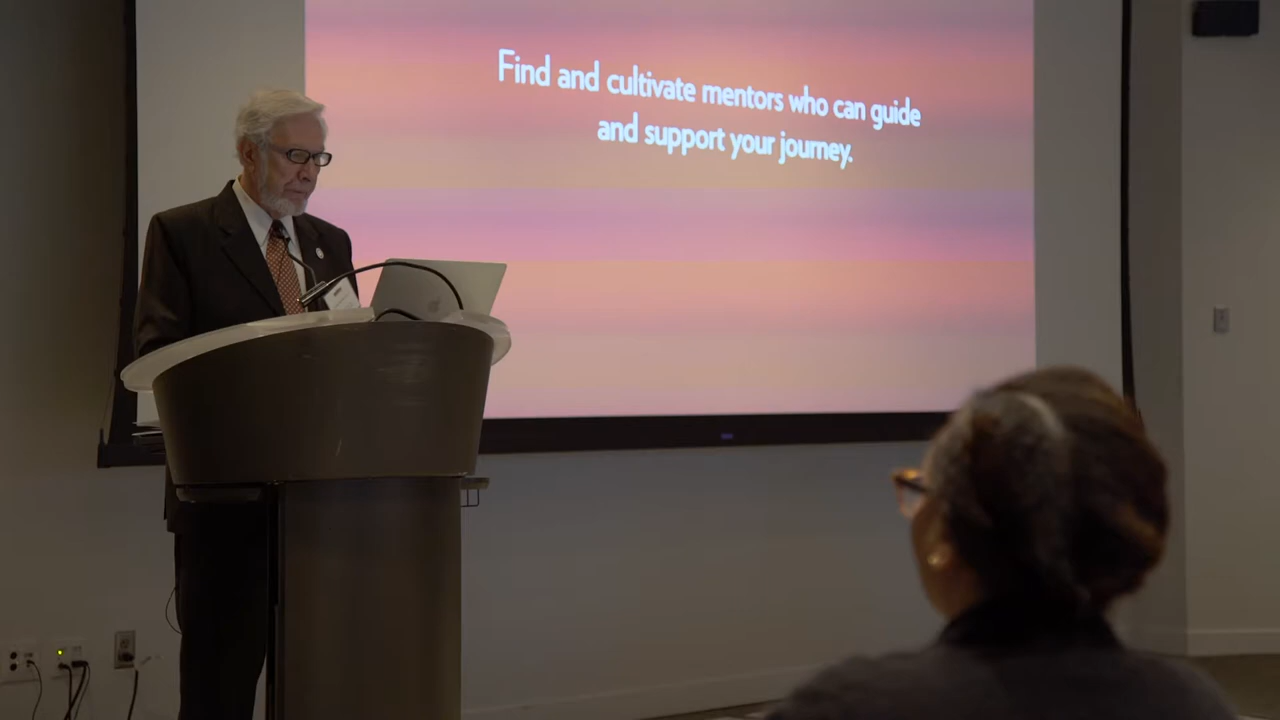 Find and cultivate mentors who can guide
and support your journey.